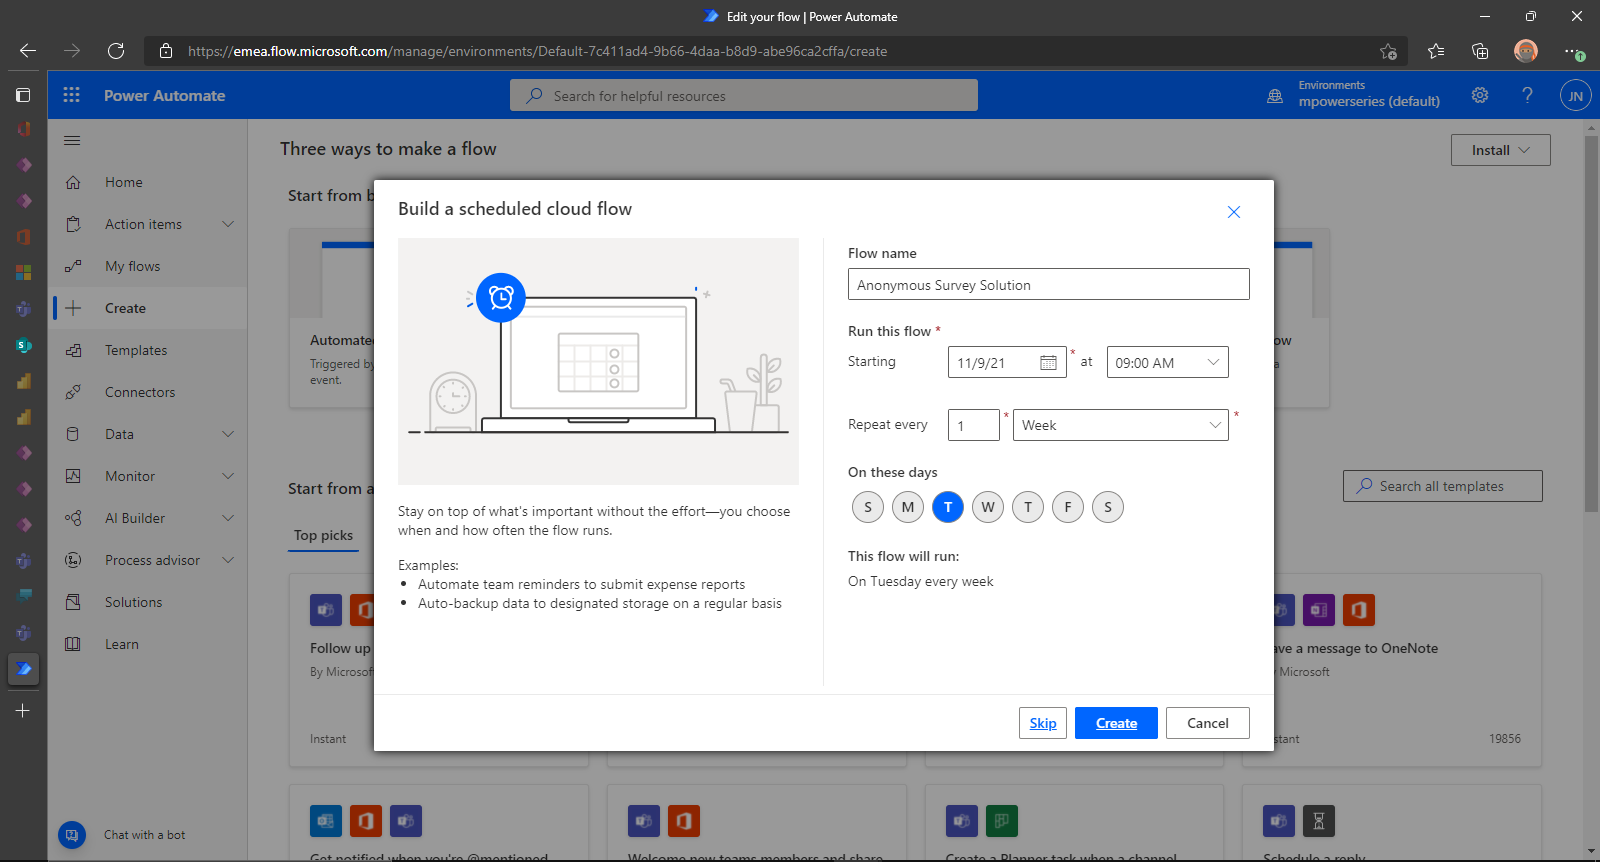 Edit your flow | Power Automate
https://emea.flow.microsoft.com/manage/environments/Default-7c411ad4-9b66-4daa-b8d9-abe96ca2cffa/create
Power Automate
Search for helpful resources
Environments
mpowerseries (default)
?
JN
Home
Action items
My flows
Create
Templates
Connectors
Data
Monitor
AI Builder
Process advisor
Solutions
Learn
Chat with a bot
Three ways to make a flow
Install
Start from b
Automated
Triggered by
event.
ow
a
Start from a
Search all templates
Top picks
Follow up
By Microsof
Instant
ave a message to OneNote
Microsoft
stant
19856
Get notified when you're @mentioned
Welcome new teams members and share
Create a Planner task when a channel
Schedule a reply
Build a scheduled cloud flow
Stay on top of what's important without the effort—you choose
when and how often the flow runs.
Examples:
• Automate team reminders to submit expense reports
• Auto-backup data to designated storage on a regular basis
Flow name
Anonymous Survey Solution
Run this flow *
Starting 11/9/21 * at 09:00 AM
Repeat every 1 * Week *
On these days
S M T W T F S
This flow will run:
On Tuesday every week
Skip
Create
Cancel